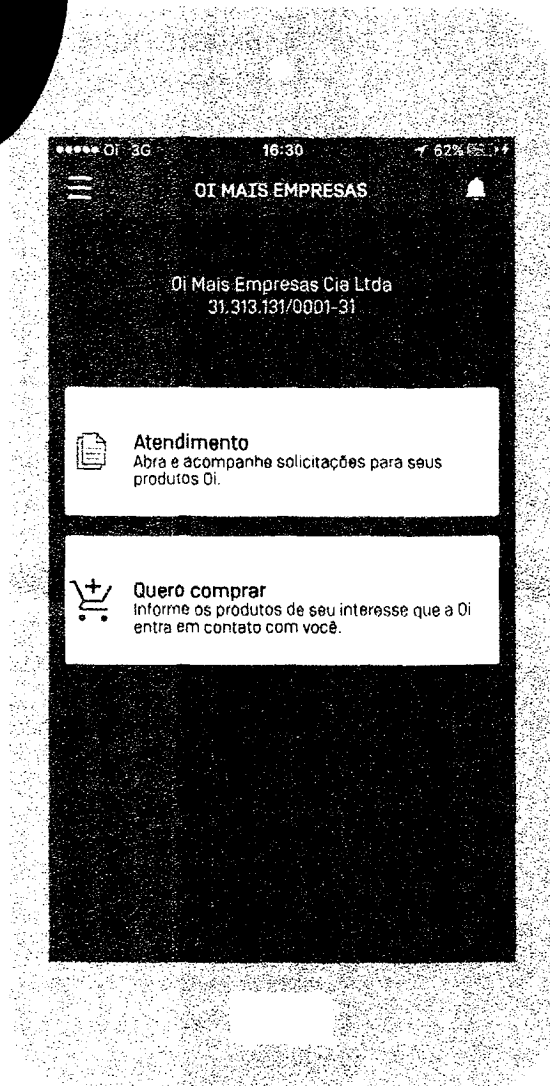 Oi 3G 16:30 62%
OI MAIS EMPRESAS
Oi Mais Empresas Cia Ltda
31.313.131/0001-31
Atendimento
Abra e acompanhe solicitações para seus
produtos Oi.
Quero comprar
Informe os produtos de seu interesse que a Oi
entra em contato com você.